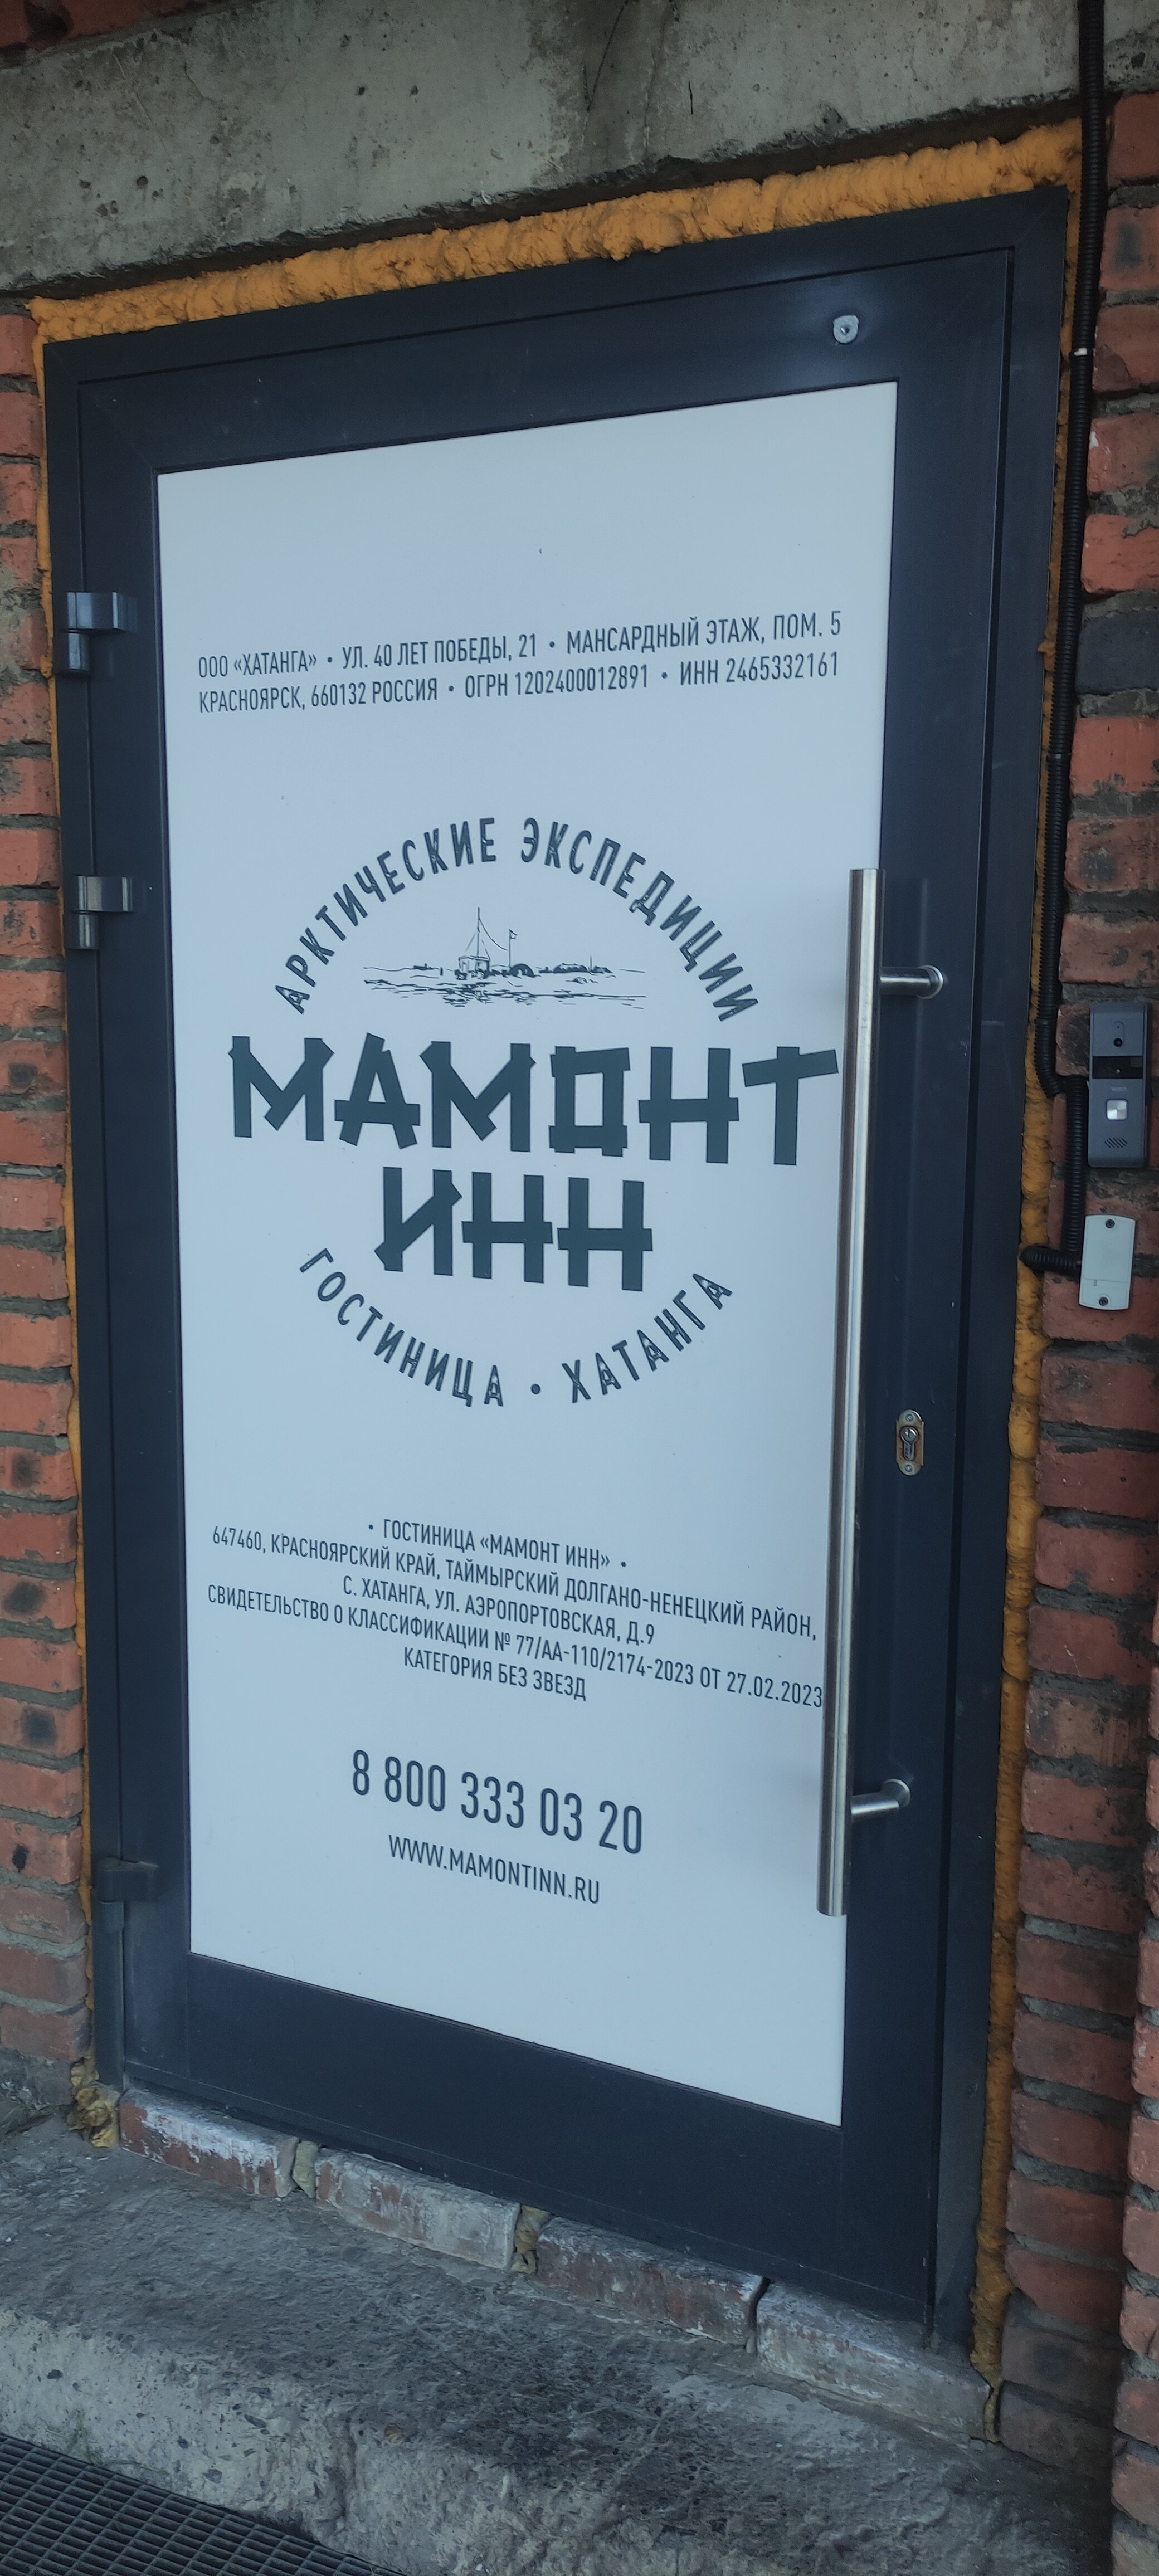 ООО «ХАТАНГА» • УЛ. 40 ЛЕТ ПОБЕДЫ, 21 • МАНСАРДНЫЙ ЭТАЖ, ПОМ. 5
КРАСНОЯРСК, 660132 РОССИЯ • ОГРН 1202400012891 • ИНН 2465332161
АРКТИЧЕСКИЕ ЭКСПЕДИЦИИ
МАМОНТ
ИНН
ГОСТИНИЦА • ХАТАНГА
• ГОСТИНИЦА «МАМОНТ ИНН» •
647460, КРАСНОЯРСКИЙ КРАЙ, ТАЙМЫРСКИЙ ДОЛГАНО-НЕНЕЦКИЙ РАЙОН,
С. ХАТАНГА, УЛ. АЭРОПОРТОВСКАЯ, Д.9
СВИДЕТЕЛЬСТВО О КЛАССИФИКАЦИИ № 77/АА-110/2174-2023 ОТ 27.02.2023
КАТЕГОРИЯ БЕЗ ЗВЕЗД
8 800 333 03 20
WWW.MAMONTINN.RU